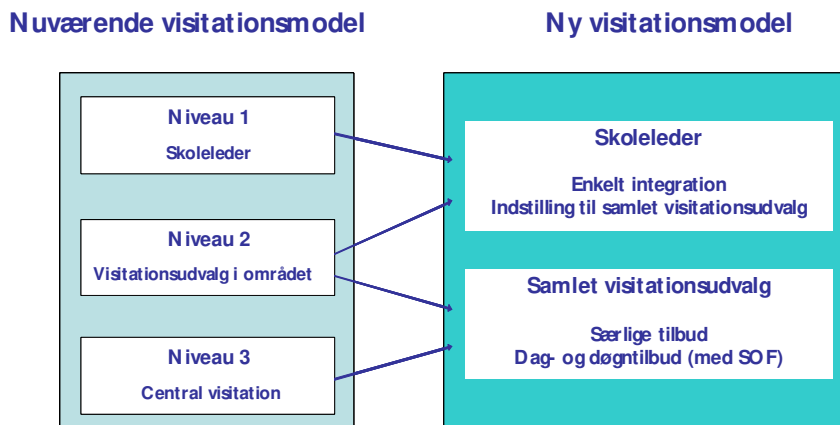 Nuværende visitationsmodel
Ny visitationsmodel
Niveau 1
Skoleleder
Niveau 2
Visitationsudvalg i området
Niveau 3
Central visitation
Skoleleder
Enkelt integration
Indstilling til samlet visitationsudvalg
Samlet visitationsudvalg
Særlige tilbud
Dag- og døgntilbud (med SOF)